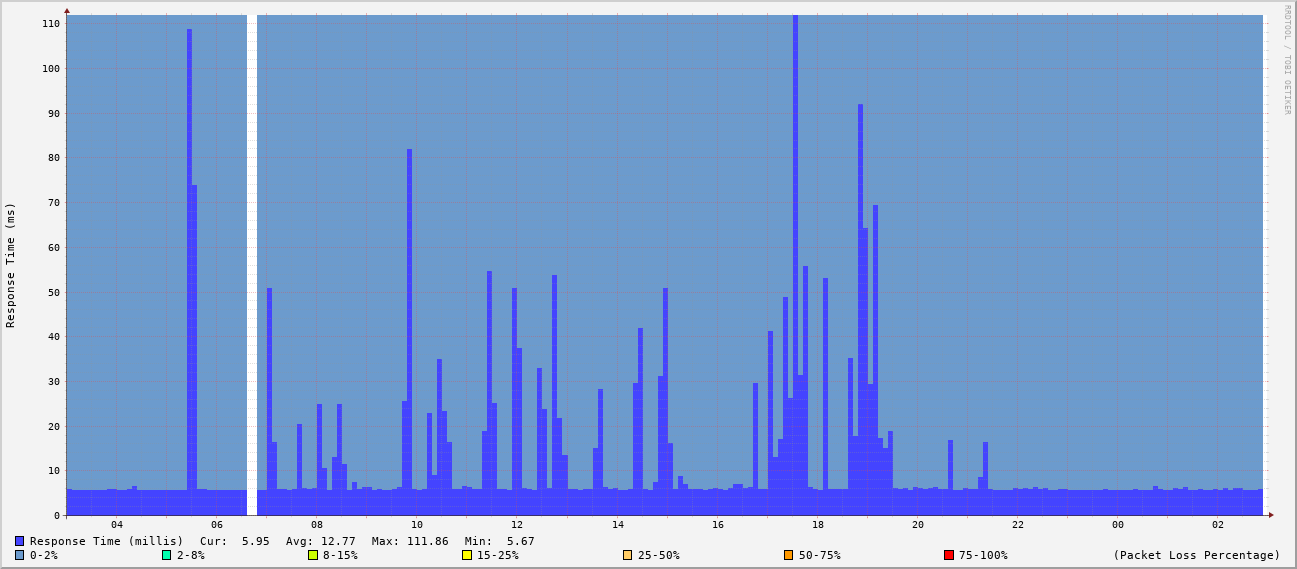 RRDTOOL / TOBI OETIKER
Response Time (ms)
110
100
90
80
70
60
50
40
30
20
10
0
04 06 08 10 12 14 16 18 20 22 00 02
Response Time (millis) Cur: 5.95 Avg: 12.77 Max: 111.86 Min: 5.67
0-2% 2-8% 8-15% 15-25% 25-50% 50-75% 75-100% (Packet Loss Percentage)